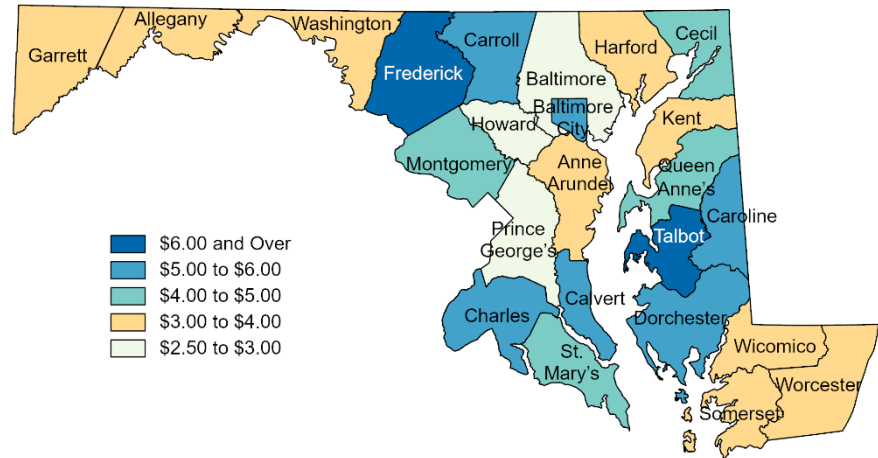 Garrett
Allegany
Washington
Frederick
Carroll
Baltimore
Baltimore
City
Harford
Cecil
Howard
Montgomery
Anne
Arundel
Kent
Queen
Anne's
Caroline
Talbot
Prince
George's
Charles
Calvert
St.
Mary's
Dorchester
Wicomico
Worcester
Somerset
$6.00 and Over
$5.00 to $6.00
$4.00 to $5.00
$3.00 to $4.00
$2.50 to $3.00